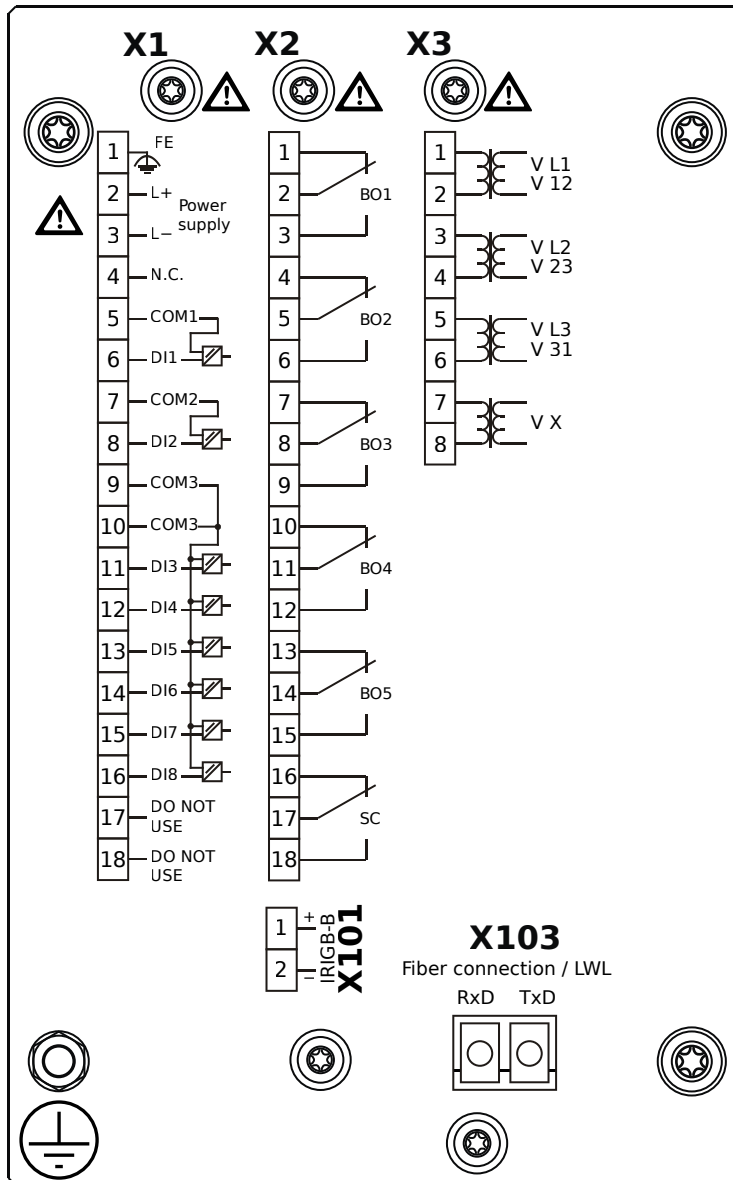 X1 X2 X3
1 FE
2 L+
Power
supply
3 L−
4 N.C.
5 COM1
6 DI1
7 COM2
8 DI2
9 COM3
10 COM3
11 DI3
12 DI4
13 DI5
14 DI6
15 DI7
16 DI8
17 DO NOT
USE
18 DO NOT
USE
1
2 BO1
3
4
5 BO2
6
7
8 BO3
9
10
11 BO4
12
13
14 BO5
15
16
17 SC
18
1 V L1
2 V 12
3 V L2
4 V 23
5 V L3
6 V 31
7 V X
8
1 +
2 −
IRIGB-B
X101
X103
Fiber connection / LWL
RxD TxD